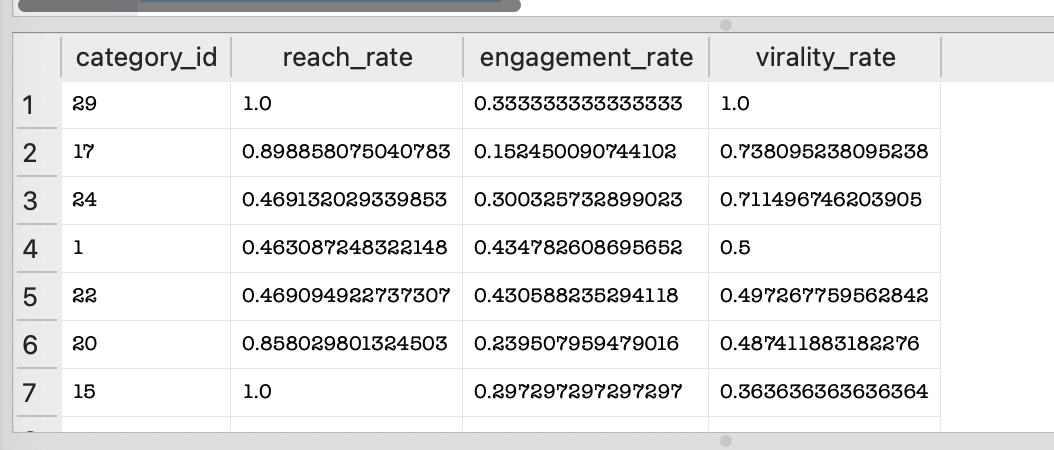 category_id reach_rate engagement_rate virality_rate
1 29 1.0 0.333333333333333 1.0
2 17 0.898858075040783 0.152450090744102 0.738095238095238
3 24 0.469132029339853 0.300325732899023 0.711496746203905
4 1 0.463087248322148 0.434782608695652 0.5
5 22 0.469094922737307 0.430588235294118 0.497267759562842
6 20 0.858029801324503 0.239507959479016 0.487411883182276
7 15 1.0 0.297297297297297 0.363636363636364